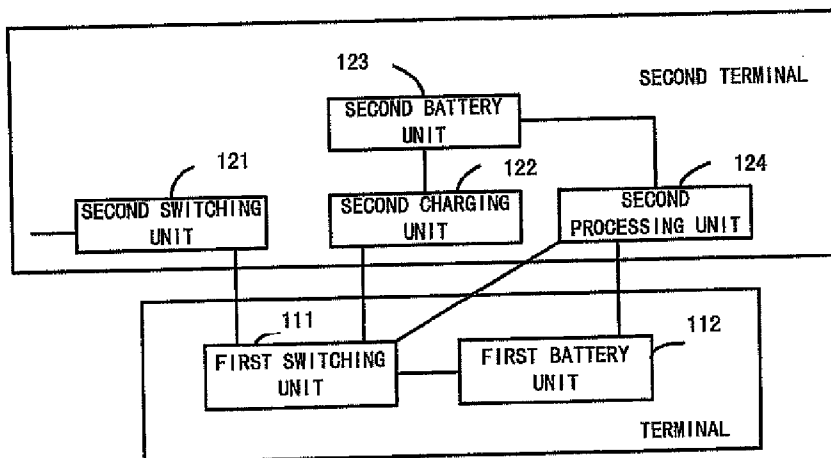 123
SECOND TERMINAL
SECOND BATTERY
UNIT
121
122
124
SECOND SWITCHING
UNIT
SECOND CHARGING
UNIT
SECOND
PROCESSING UNIT
111
112
FIRST SWITCHING
UNIT
FIRST BATTERY
UNIT
TERMINAL